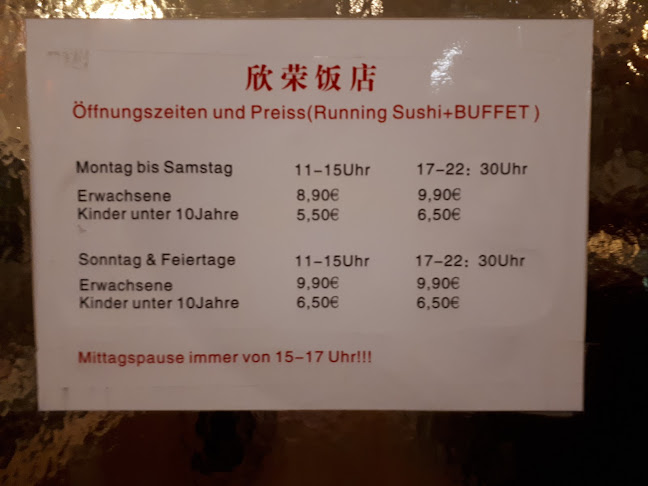 欣荣饭店
Öffnungszeiten und Preiss(Running Sushi+BUFFET)
Montag bis Samstag 11-15Uhr 17-22: 30Uhr
Erwachsene 8,90€ 9,90€
Kinder unter 10Jahre 5,50€ 6,50€
Sonntag & Feiertage 11-15Uhr 17-22: 30Uhr
Erwachsene 9,90€ 9,90€
Kinder unter 10Jahre 6,50€ 6,50€
Mittagspause immer von 15-17 Uhr!!!